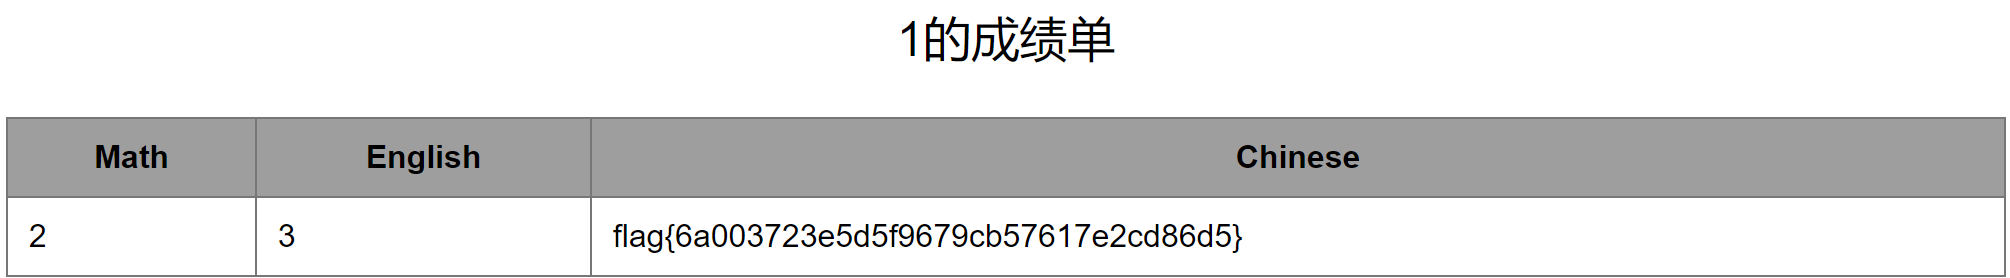 1的成绩单
Math English Chinese
2 3 flag{6a003723e5d5f9679cb57617e2cd86d5}